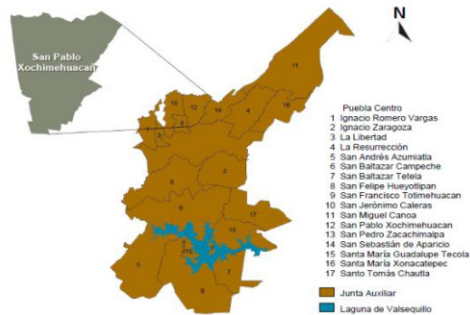 San Pablo
Xochimehuacan
N
Puebla Centro
1 Ignacio Romero Vargas
2 Ignacio Zaragoza
3 La Libertad
4 La Resurrección
5 San Andrés Azumiatla
6 San Baltazar Campeche
7 San Baltazar Tetela
8 San Felipe Hueyotlipan
9 San Francisco Totimehuacan
10 San Jerónimo Caleras
11 San Miguel Canoa
12 San Pablo Xochimehuacan
13 San Pedro Zacachimalpa
14 San Sebastián de Aparicio
15 Santa María Guadalupe Tecola
16 Santa María Xonacatepec
17 Santo Tomás Chautla
Junta Auxiliar
Laguna de Valsequillo
11
10
12
14
4
16
1
3
8
6
2
9
17
13
15
5
7
9